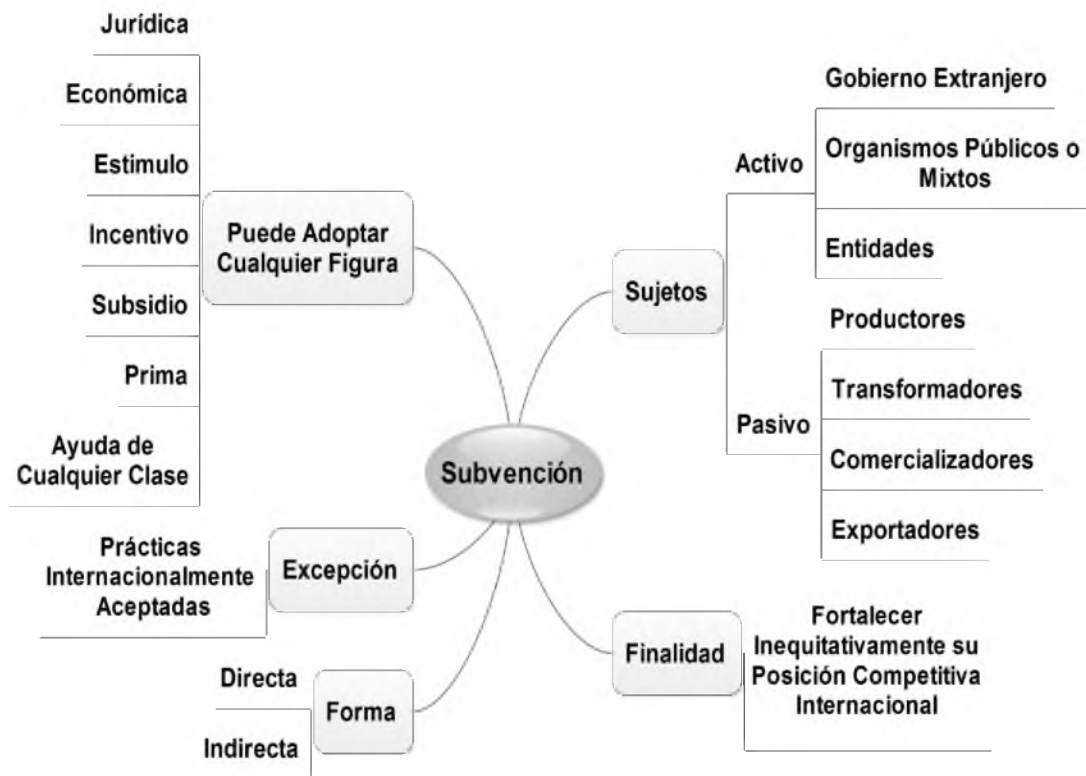 Jurídica
Económica
Estimulo
Incentivo
Subsidio
Prima
Ayuda de
Cualquier Clase
Puede Adoptar
Cualquier Figura
Prácticas
Internacionalmente
Aceptadas
Excepción
Directa
Indirecta
Forma
Subvención
Sujetos
Activo
Gobierno Extranjero
Organismos Públicos o
Mixtos
Entidades
Pasivo
Productores
Transformadores
Comercializadores
Exportadores
Finalidad
Fortalecer
Inequitativamente su
Posición Competitiva
Internacional